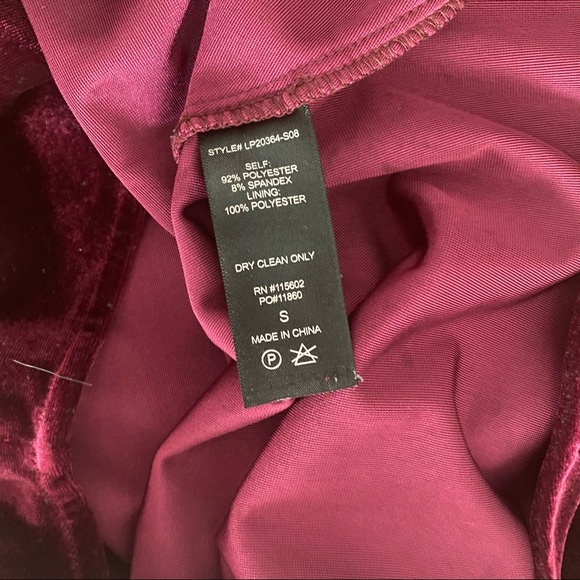 STYLE# LP20364-S08
SELF:
92% POLYESTER
8% SPANDEX
LINING:
100% POLYESTER
DRY CLEAN ONLY
RN #115602
PO#11860
S
MADE IN CHINA
P